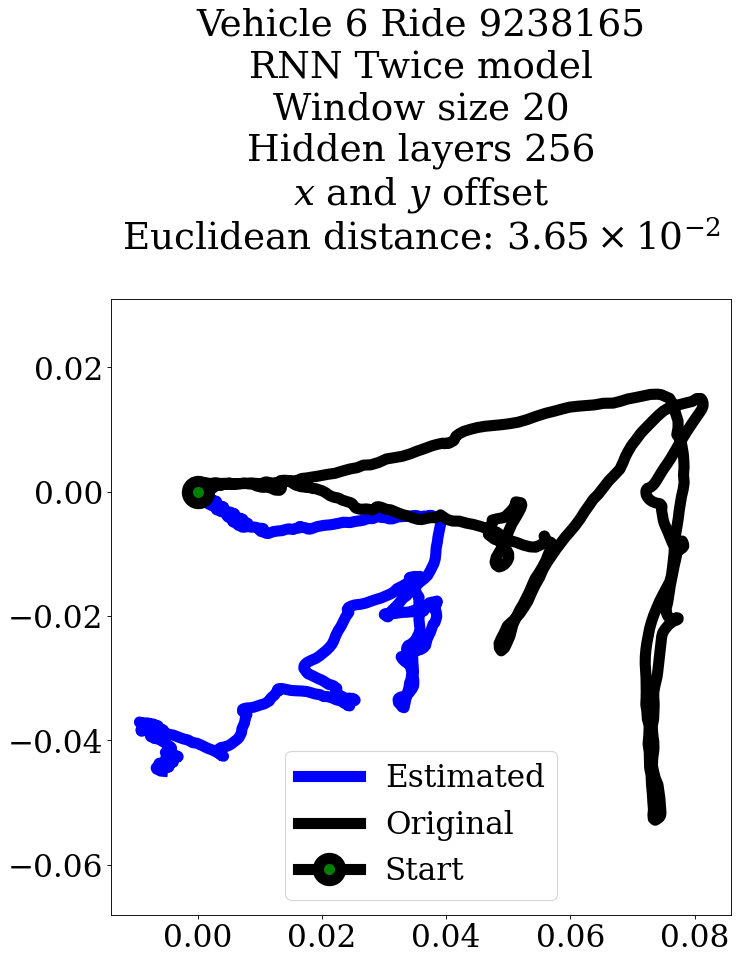 Vehicle 6 Ride 9238165
RNN Twice model
Window size 20
Hidden layers 256
x and y offset
Euclidean distance: 3.65 × 10⁻²
0.02
0.00
−0.02
−0.04
−0.06
Estimated
Original
Start
0.00 0.02 0.04 0.06 0.08